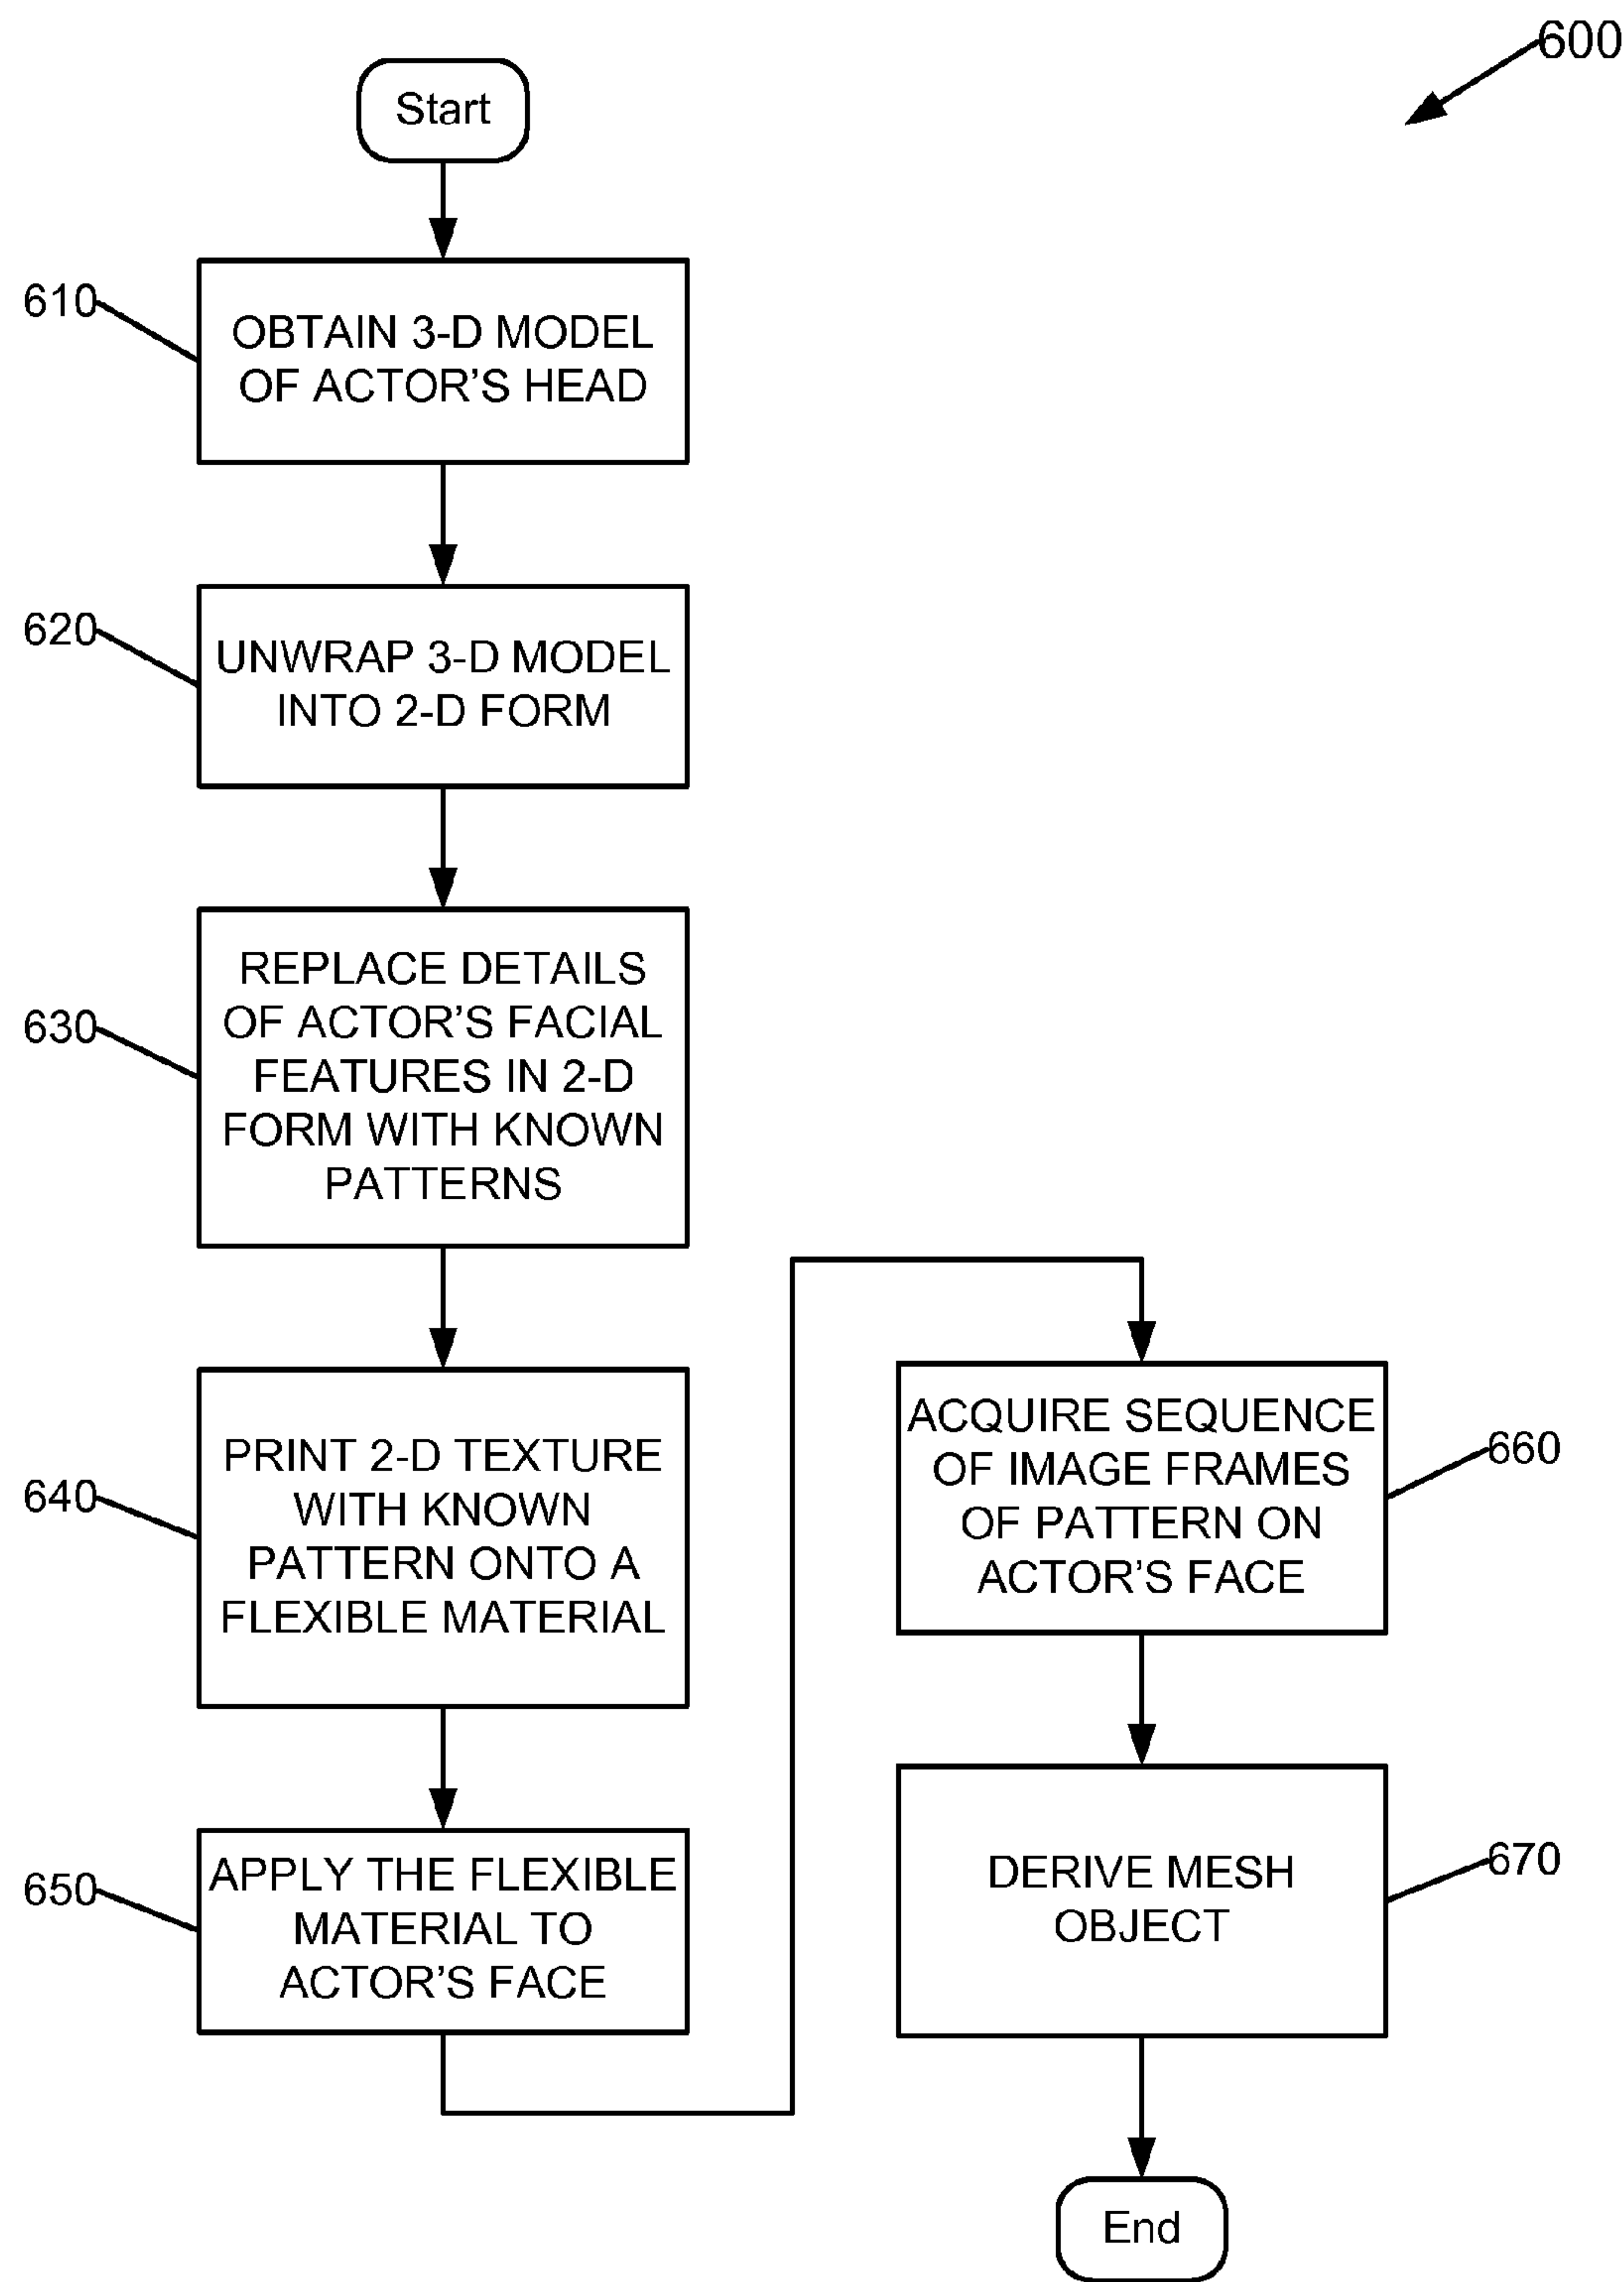 600
Start
610
OBTAIN 3-D MODEL
OF ACTOR'S HEAD
620
UNWRAP 3-D MODEL
INTO 2-D FORM
630
REPLACE DETAILS
OF ACTOR'S FACIAL
FEATURES IN 2-D
FORM WITH KNOWN
PATTERNS
640
PRINT 2-D TEXTURE
WITH KNOWN
PATTERN ONTO A
FLEXIBLE MATERIAL
650
APPLY THE FLEXIBLE
MATERIAL TO
ACTOR'S FACE
ACQUIRE SEQUENCE
OF IMAGE FRAMES
OF PATTERN ON
ACTOR'S FACE
660
DERIVE MESH
OBJECT
670
End